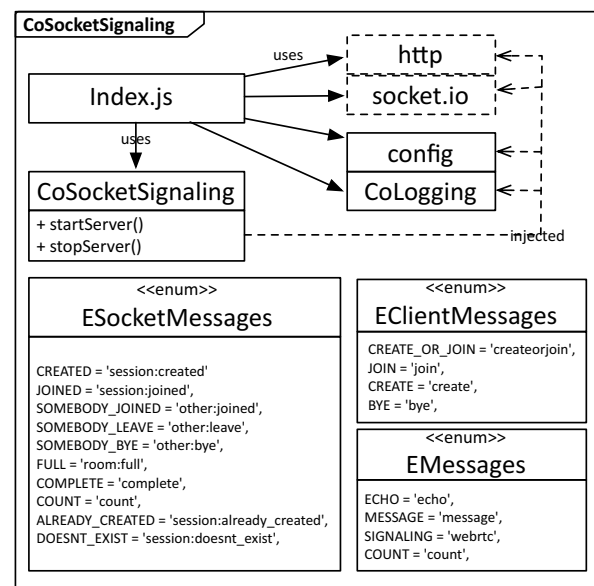 CoSocketSignaling
uses
http
Index.js
socket.io
uses
config
CoSocketSignaling
CoLogging
+ startServer()
+ stopServer()
injected
<<enum>>
ESocketMessages
CREATED = 'session:created'
JOINED = 'session:joined',
SOMEBODY_JOINED = 'other:joined',
SOMEBODY_LEAVE = 'other:leave',
SOMEBODY_BYE = 'other:bye',
FULL = 'room:full',
COMPLETE = 'complete',
COUNT = 'count',
ALREADY_CREATED = 'session:already_created',
DOESNT_EXIST = 'session:doesnt_exist',
<<enum>>
EClientMessages
CREATE_OR_JOIN = 'createorjoin',
JOIN = 'join',
CREATE = 'create',
BYE = 'bye',
<<enum>>
EMessages
ECHO = 'echo',
MESSAGE = 'message',
SIGNALING = 'webrtc',
COUNT = 'count',